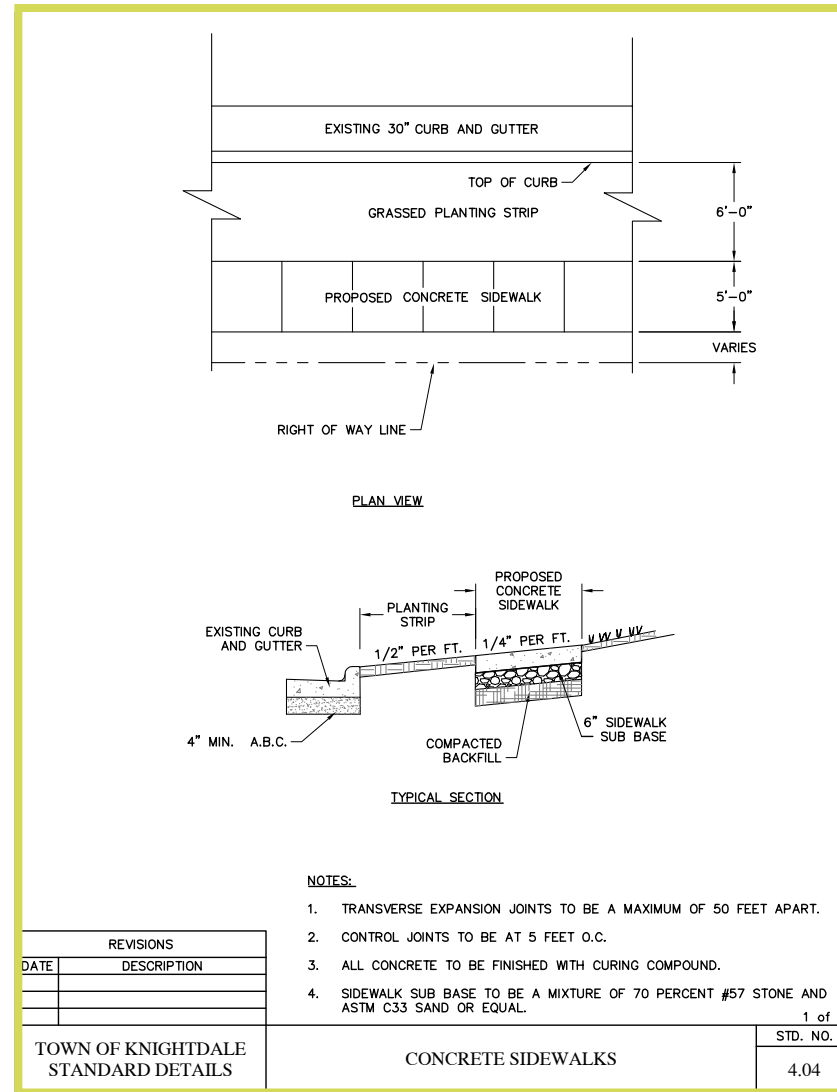 EXISTING 30" CURB AND GUTTER
TOP OF CURB
GRASSED PLANTING STRIP
6'-0"
PROPOSED CONCRETE SIDEWALK
5'-0"
VARIES
RIGHT OF WAY LINE
PLAN VIEW
PROPOSED
CONCRETE
SIDEWALK
PLANTING
STRIP
EXISTING CURB
AND GUTTER
1/2" PER FT.
1/4" PER FT.
4" MIN. A.B.C.
COMPACTED
BACKFILL
6" SIDEWALK
SUB BASE
TYPICAL SECTION
NOTES:
1. TRANSVERSE EXPANSION JOINTS TO BE A MAXIMUM OF 50 FEET APART.
2. CONTROL JOINTS TO BE AT 5 FEET O.C.
3. ALL CONCRETE TO BE FINISHED WITH CURING COMPOUND.
4. SIDEWALK SUB BASE TO BE A MIXTURE OF 70 PERCENT #57 STONE AND
ASTM C33 SAND OR EQUAL.
REVISIONS
DATE DESCRIPTION
1 of
TOWN OF KNIGHTDALE
STANDARD DETAILS
CONCRETE SIDEWALKS
STD. NO.
4.04